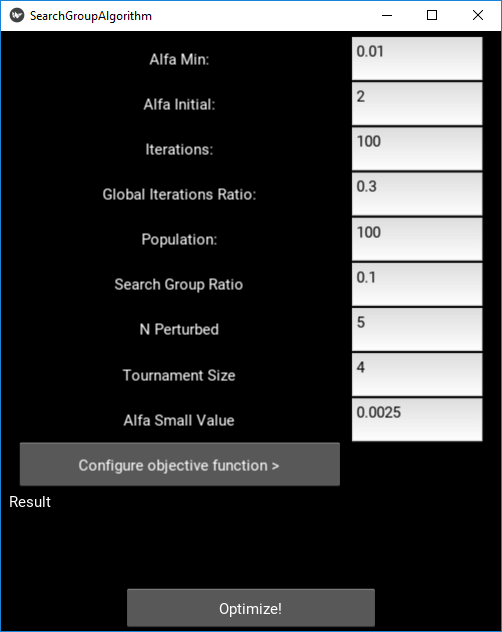 SearchGroupAlgorithm
Alfa Min: 0.01
Alfa Initial: 2
Iterations: 100
Global Iterations Ratio: 0.3
Population: 100
Search Group Ratio 0.1
N Perturbed 5
Tournament Size 4
Alfa Small Value 0.0025
Configure objective function >
Result
Optimize!